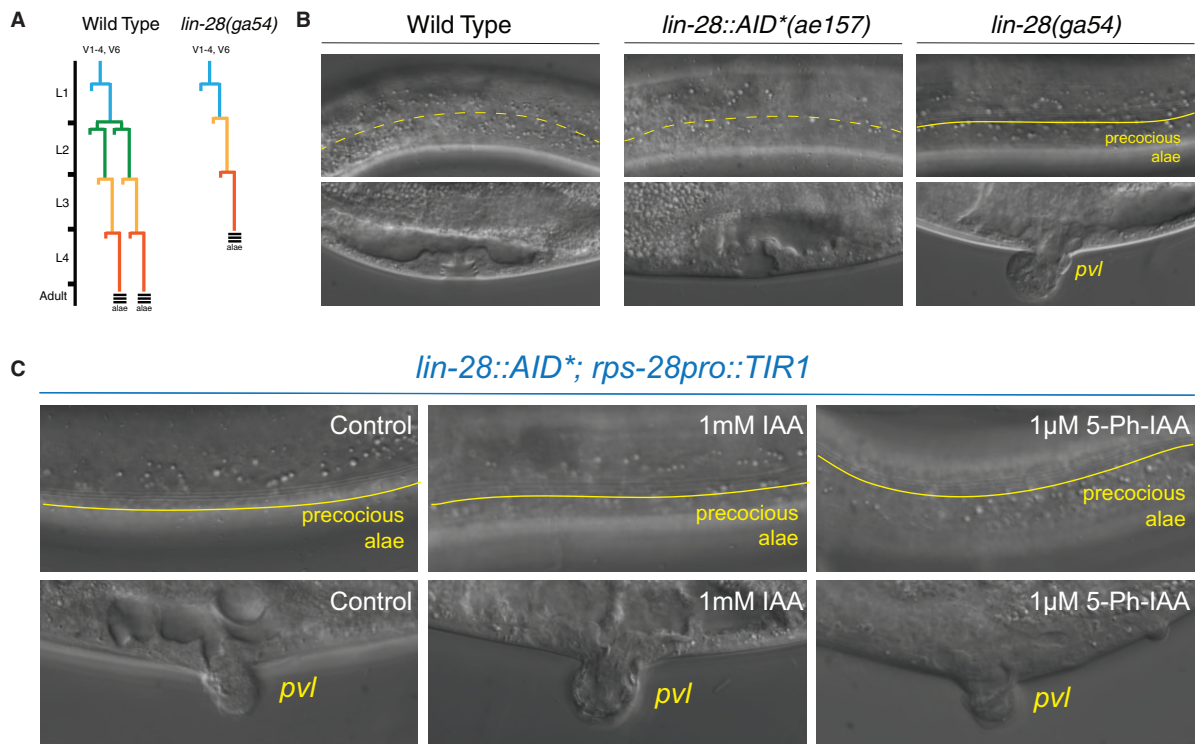 A
Wild Type
lin-28(ga54)
V1-4, V6
V1-4, V6
L1
L2
L3
L4
Adult
alae
alae
alae
B
Wild Type
lin-28::AID*(ae157)
lin-28(ga54)
precocious
alae
pvl
C
lin-28::AID*; rps-28pro::TIR1
Control
precocious
alae
1mM IAA
precocious
alae
1µM 5-Ph-IAA
precocious
alae
Control
pvl
1mM IAA
pvl
1µM 5-Ph-IAA
pvl